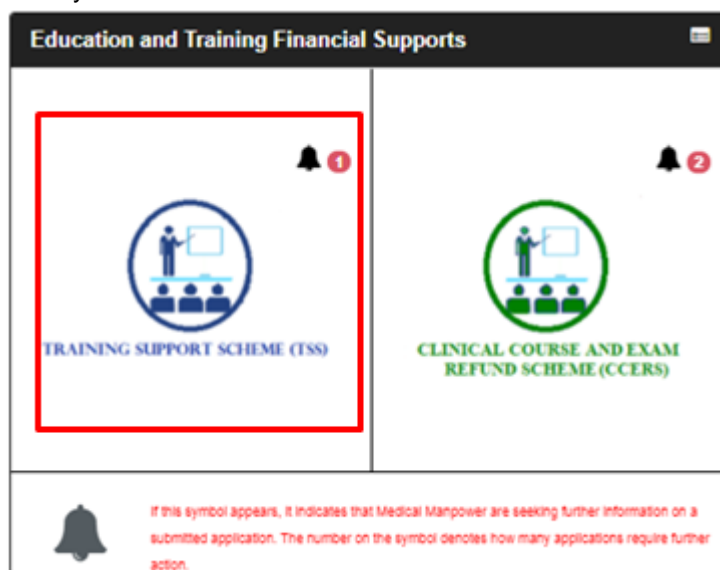 Education and Training Financial Supports
1
2
TRAINING SUPPORT SCHEME (TSS)
CLINICAL COURSE AND EXAM
REFUND SCHEME (CCERS)
If this symbol appears, it indicates that Medical Manpower are seeking further information on a
submitted application. The number on the symbol denotes how many applications require further
action.